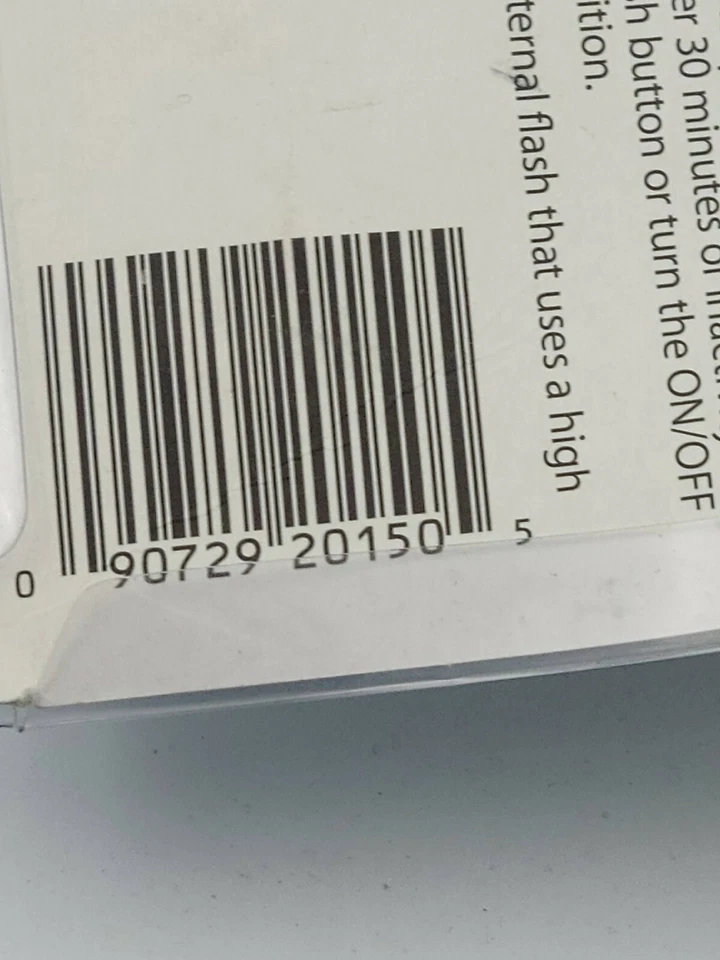 er 30 minutes of
h button or turn the ON/OFF
ition.
ternal flash that uses a high
0 90729 20150 5